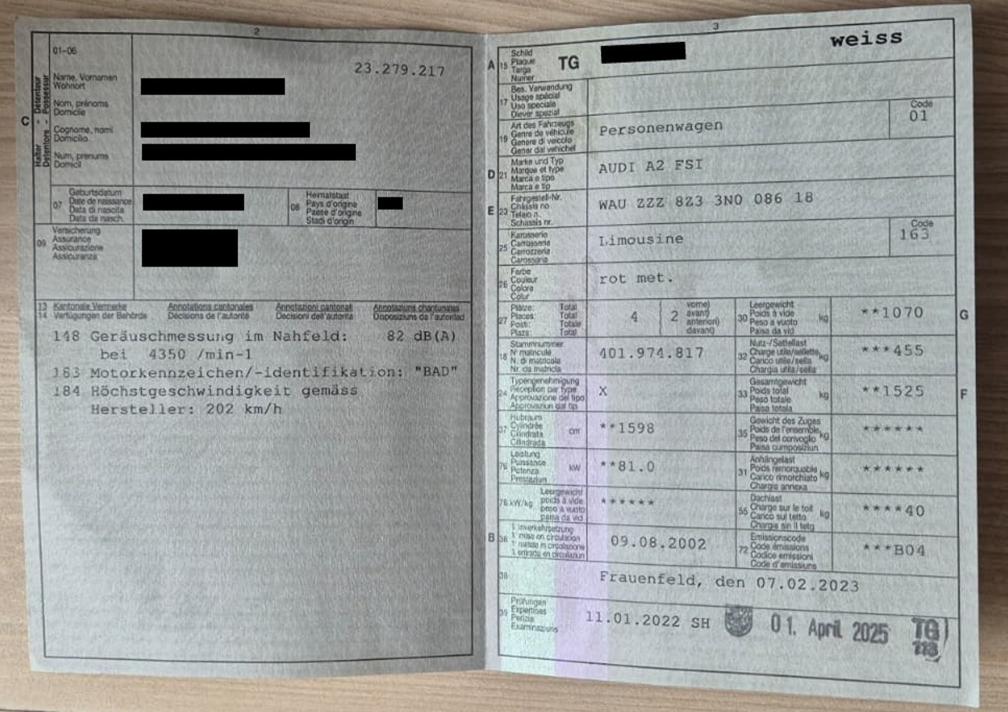 2
01-06
23.279.217
C
Halter - Détenteur
Detentore - Possessur
Name, Vornamen
Wohnort
Nom, prénoms
Domicile
Cognome, nomi
Domicilio
Num, prenums
Domicil
07
Geburtsdatum
Date de naissance
Data di nascita
Data da nasch.
08
Heimatstaat
Pays d'origine
Paese d'origine
Stadi d'origin
09
Versicherung
Assurance
Assicurazione
Assicuranza
13
14
Kantonale Vermerke
Verfügungen der Behörde
Annotations cantonales
Décisions de l'autorité
Annotazioni cantonali
Decisioni dell'autorità
Annotaziuns chantunalas
Disposiziuns da l'autoritad
148 Geräuschmessung im Nahfeld: 82 dB(A)
bei 4350 /min-1
183 Motorkennzeichen/-identifikation: "BAD"
184 Höchstgeschwindigkeit gemäss
Hersteller: 202 km/h
3
A
15
Schild
Plaque
Targa
Numer
TG
weiss
17
Bes. Verwendung
Usage spécial
Uso speciale
Diever spezial
19
Art des Fahrzeugs
Genre de véhicule
Genere di veicolo
Gener dal vehichel
Personenwagen
Code
01
D
21
Marke und Typ
Marque et type
Marca e tipo
Marca e tip
AUDI A2 FSI
E
23
Fahrgestell-Nr.
Châssis no
Telaio n.
Schassis nr.
WAU ZZZ 8Z3 3N0 086 18
25
Karosserie
Carrosserie
Carrozzeria
Carossaria
Limousine
Code
163
26
Farbe
Couleur
Colore
Colur
rot met.
27
Plätze:
Places:
Posti:
Plazs:
Total
Total
Totale
Total
4
2
vorne)
avant)
anteriori)
davant)
30
Leergewicht
Poids à vide
Peso a vuoto
Paisa da vid
kg
**1070
G
18
Stammnummer
N° matricule
N. di matricola
Nr. da matricla
401.974.817
32
Nutz-/Sattellast
Charge utile/sellette
Carico utile/sella
Chargia utila/sella
kg
***455
24
Typengenehmigung
Réception par type
Approvazione del tipo
Approvaziun dal tip
X
33
Gesamtgewicht
Poids total
Peso totale
Paisa totala
kg
**1525
F
37
Hubraum
Cylindrée
Cilindrata
Cilindrada
cm
**1598
35
Gewicht des Zuges
Poids de l'ensemble
Peso del convoglio
Paisa cumposiziun
kg
******
76
Leistung
Puissance
Potenza
Prestaziun
kW
**81.0
31
Anhängelast
Poids remorquable
Carico rimorchiato
Chargia annexa
kg
******
78
kW/kg
Leergewicht
poids à vide
peso a vuoto
paisa da vid
******
55
Dachlast
Charge sur le toit
Carico sul tetto
Chargia sin il tetg
kg
****40
B
36
1. Inverkehrsetzung
1. mise en circulation
1. messa in circolazione
1. entrada en circulaziun
09.08.2002
72
Emissionscode
Code émissions
Codice emissioni
Code d'emissiuns
***B04
38
Frauenfeld, den 07.02.2023
39
Prüfungen
Expertises
Perizia
Examinaziuns
11.01.2022 SH
01. April 2025
TG